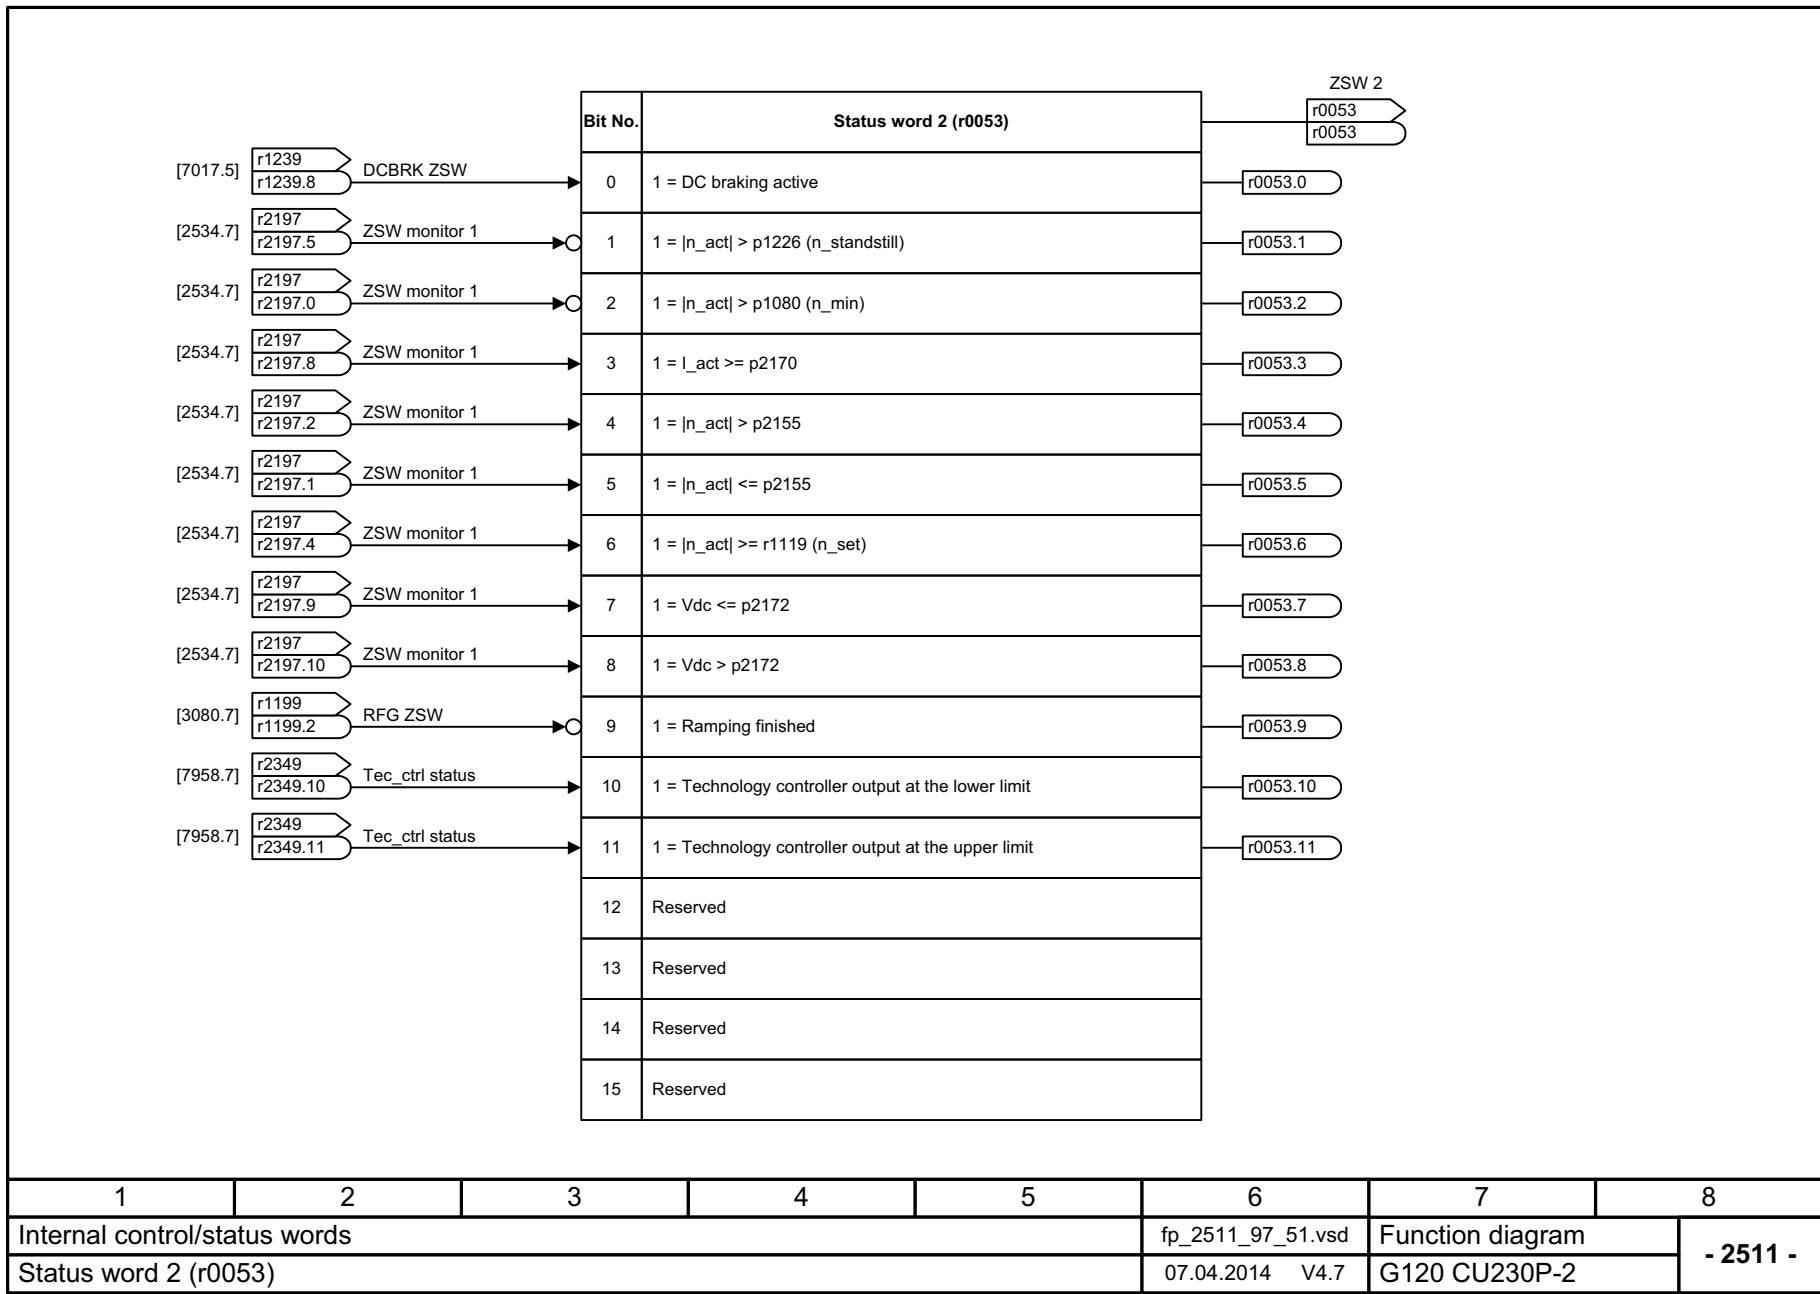 ZSW 2
r0053
r0053
Bit No. Status word 2 (r0053)
[7017.5] r1239 DCBRK ZSW
r1239.8 0 1 = DC braking active r0053.0
[2534.7] r2197 ZSW monitor 1
r2197.5 1 1 = |n_act| > p1226 (n_standstill) r0053.1
[2534.7] r2197 ZSW monitor 1
r2197.0 2 1 = |n_act| > p1080 (n_min) r0053.2
[2534.7] r2197 ZSW monitor 1
r2197.8 3 1 = I_act >= p2170 r0053.3
[2534.7] r2197 ZSW monitor 1
r2197.2 4 1 = |n_act| > p2155 r0053.4
[2534.7] r2197 ZSW monitor 1
r2197.1 5 1 = |n_act| <= p2155 r0053.5
[2534.7] r2197 ZSW monitor 1
r2197.4 6 1 = |n_act| >= r1119 (n_set) r0053.6
[2534.7] r2197 ZSW monitor 1
r2197.9 7 1 = Vdc <= p2172 r0053.7
[2534.7] r2197 ZSW monitor 1
r2197.10 8 1 = Vdc > p2172 r0053.8
[3080.7] r1199 RFG ZSW
r1199.2 9 1 = Ramping finished r0053.9
[7958.7] r2349 Tec_ctrl status
r2349.10 10 1 = Technology controller output at the lower limit r0053.10
[7958.7] r2349 Tec_ctrl status
r2349.11 11 1 = Technology controller output at the upper limit r0053.11
12 Reserved
13 Reserved
14 Reserved
15 Reserved
1 2 3 4 5 6 7 8
Internal control/status words fp_2511_97_51.vsd Function diagram - 2511 -
Status word 2 (r0053) 07.04.2014 V4.7 G120 CU230P-2